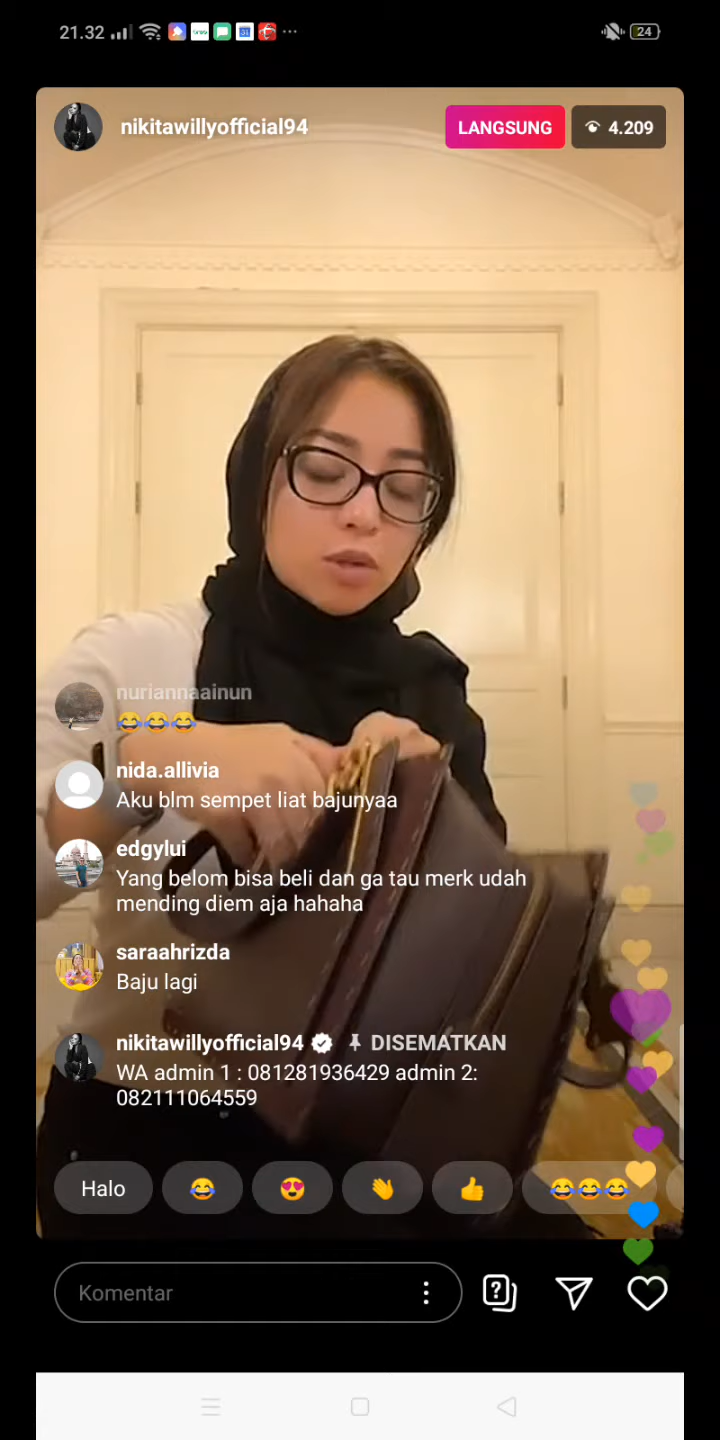 21.32
24
nikitawillyofficial94
LANGSUNG
4.209
nuriannaainun
😂😂😂
nida.allivia
Aku blm sempet liat bajunyaa
edgylui
Yang belom bisa beli dan ga tau merk udah
mending diem aja hahaha
saraahrizda
Baju lagi
nikitawillyofficial94 DISEMATKAN
WA admin 1 : 081281936429 admin 2:
082111064559
Halo 😂 😍 👋 👍 😂😂😂
Komentar